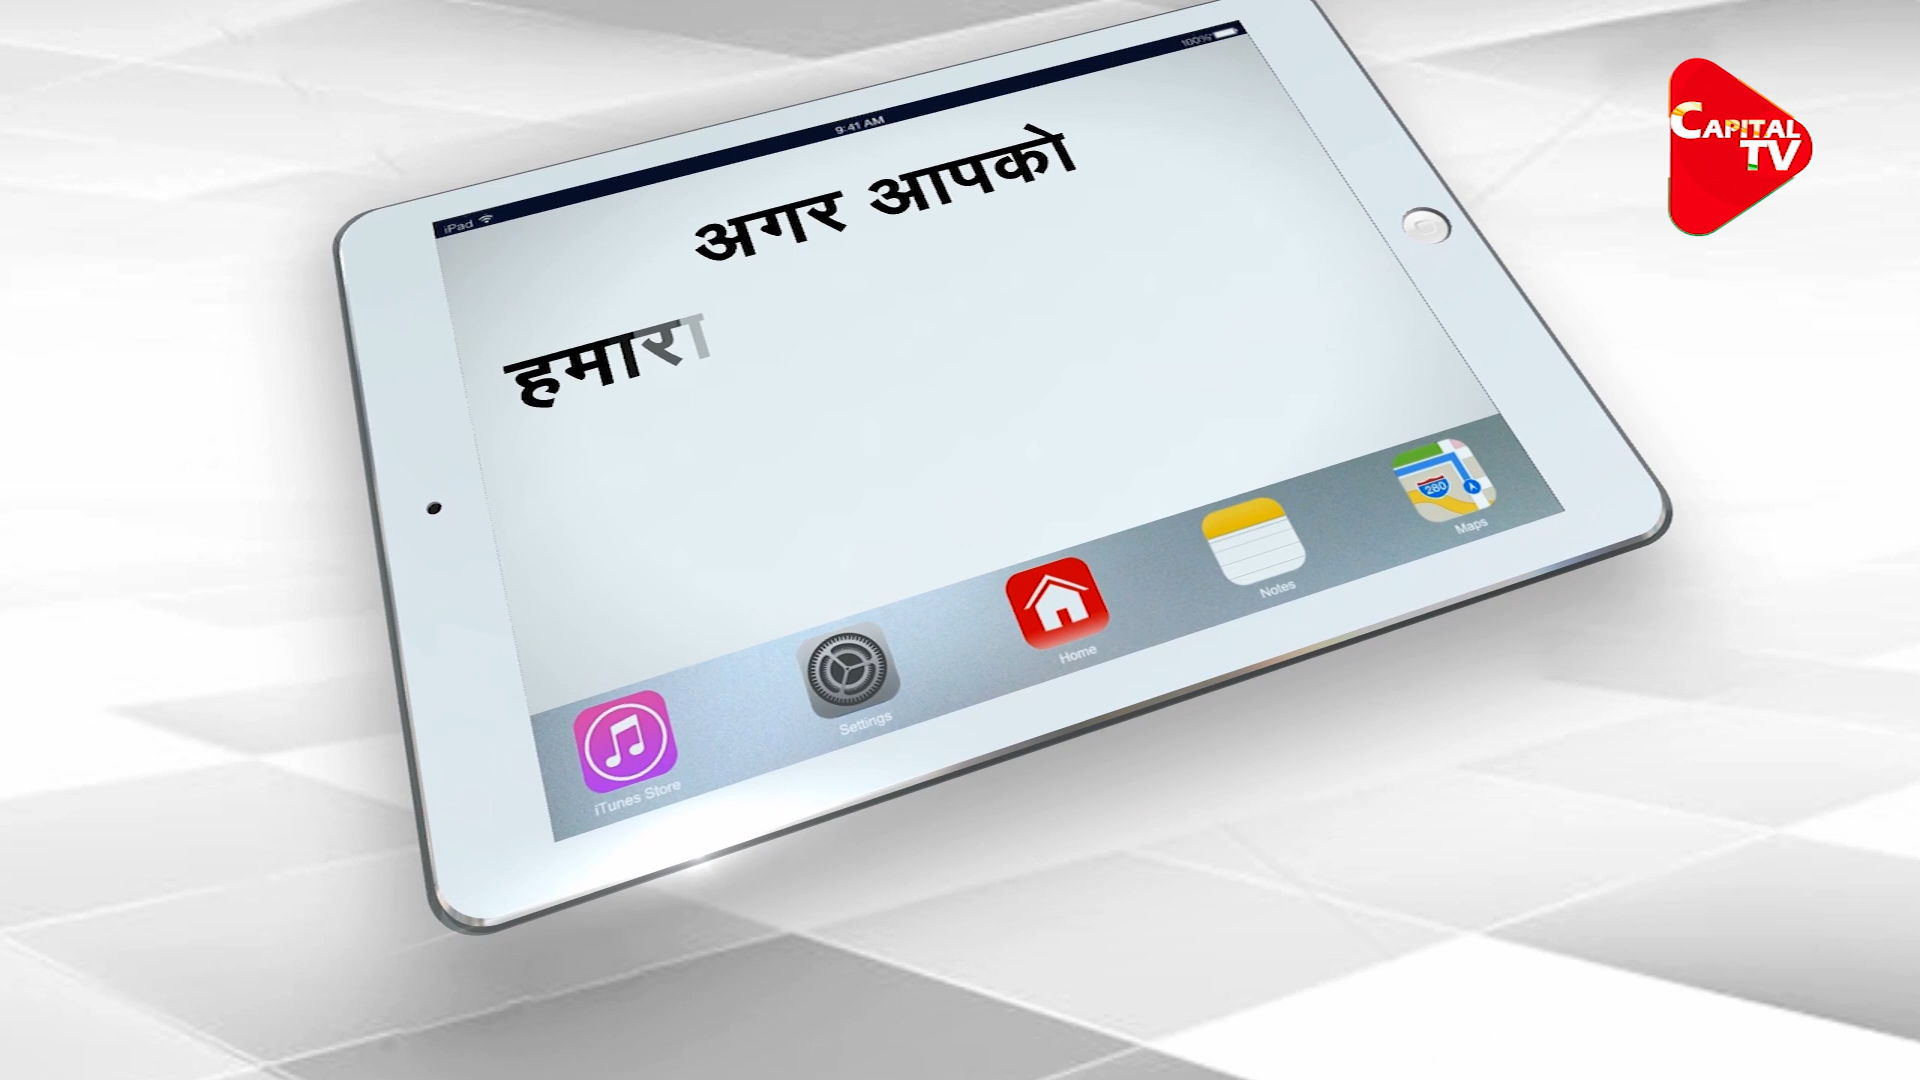 CAPITAL
TV
iPad
9:41 AM
100%
अगर आपको
हमारा
280
iTunes Store
Settings
Home
Notes
Maps